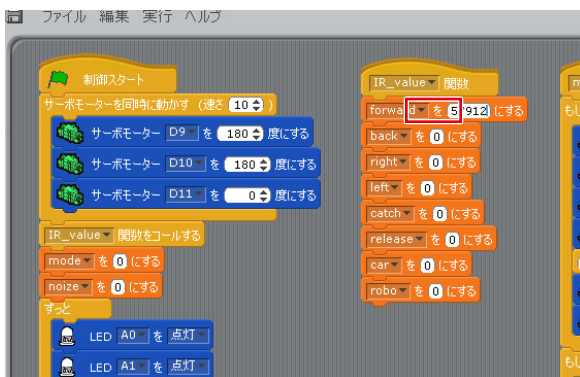 ファイル 編集 実行 ヘルプ
制御スタート
サーボモーターを同時に動かす (速さ 10 )
サーボモーター D9 を 180 度にする
サーボモーター D10 を 180 度にする
サーボモーター D11 を 0 度にする
IR_value 関数をコールする
mode を 0 にする
noize を 0 にする
ずっと
LED A0 を 点灯
LED A1 を 点灯
IR_value 関数
forward を 57912 にする
back を 0 にする
right を 0 にする
left を 0 にする
catch を 0 にする
release を 0 にする
car を 0 にする
robo を 0 にする